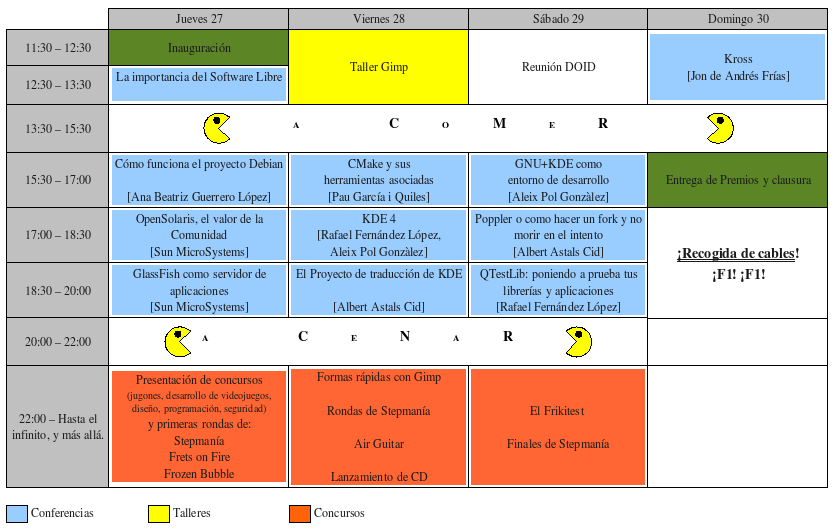 Jueves 27 Viernes 28 Sábado 29 Domingo 30
11:30 – 12:30
Inauguración
Taller Gimp
Reunión DOID
Kross
[Jon de Andrés Frías]
12:30 – 13:30
La importancia del Software Libre
13:30 – 15:30
A C O M E R
15:30 – 17:00
Cómo funciona el proyecto Debian
[Ana Beatriz Guerrero López]
CMake y sus
herramientas asociadas
[Pau García i Quiles]
GNU+KDE como
entorno de desarrollo
[Aleix Pol Gonzàlez]
Entrega de Premios y clausura
17:00 – 18:30
OpenSolaris, el valor de la
Comunidad
[Sun MicroSystems]
KDE 4
[Rafael Fernández López,
Aleix Pol Gonzàlez]
Poppler o como hacer un fork y no
morir en el intento
[Albert Astals Cid]
¡Recogida de cables!
¡F1! ¡F1!
18:30 – 20:00
GlassFish como servidor de
aplicaciones
[Sun MicroSystems]
El Proyecto de traducción de KDE
[Albert Astals Cid]
QTestLib: poniendo a prueba tus
librerías y aplicaciones
[Rafael Fernández López]
20:00 – 22:00
A C E N A R
22:00 – Hasta el
infinito, y más allá.
Presentación de concursos
(jugones, desarrollo de videojuegos,
diseño, programación, seguridad)
y primeras rondas de:
Stepmanía
Frets on Fire
Frozen Bubble
Formas rápidas con Gimp
Rondas de Stepmanía
Air Guitar
Lanzamiento de CD
El Frikitest
Finales de Stepmanía
Conferencias Talleres Concursos